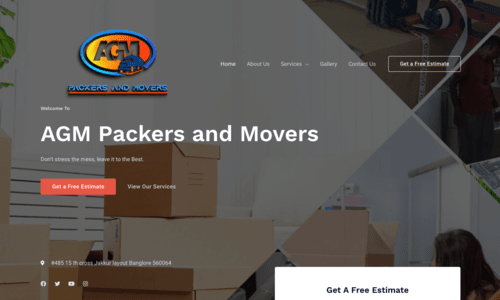 AGM
PACKERS AND MOVERS
Home
About Us
Services
Gallery
Contact Us
Get a Free Estimate
Welcome To
AGM Packers and Movers
Don't stress the mess, leave it to the Best.
Get a Free Estimate
View Our Services
#485 15 th cross Jakkur layout Banglore 560064
Get A Free Estimate